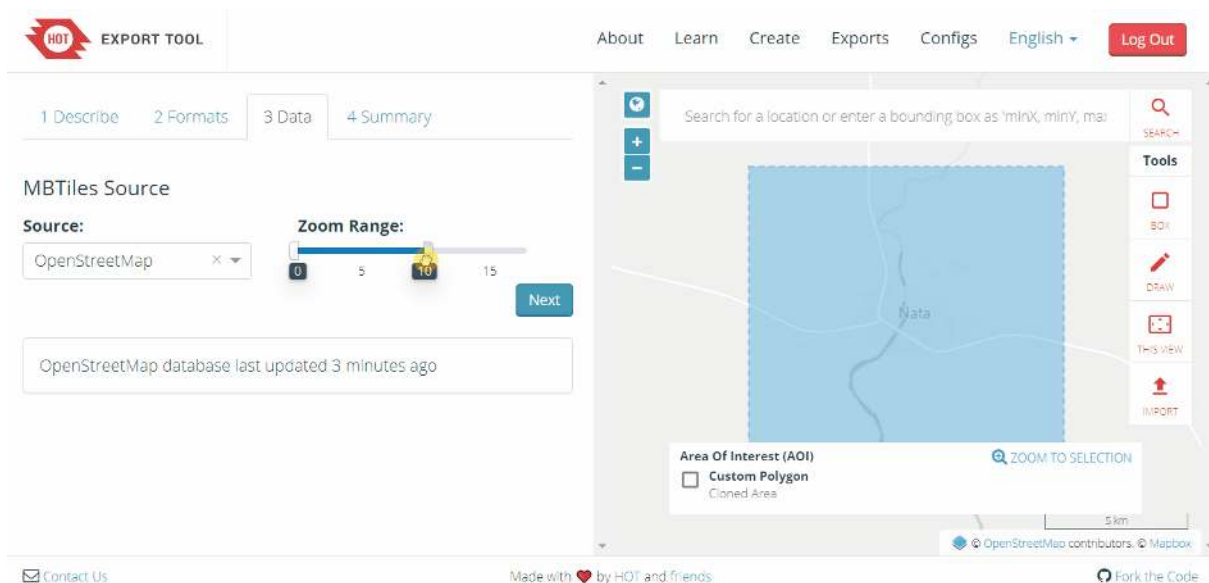 HOT EXPORT TOOL
About Learn Create Exports Configs English Log Out
1 Describe 2 Formats 3 Data 4 Summary
MBTiles Source
Source:
OpenStreetMap
Zoom Range:
0 5 10 15
Next
OpenStreetMap database last updated 3 minutes ago
+
−
Search for a location or enter a bounding box as 'minX, minY, ma
SEARCH
Tools
BOX
DRAW
THIS VIEW
IMPORT
Nata
Area Of Interest (AOI)
ZOOM TO SELECTION
Custom Polygon
Cloned Area
5 km
© OpenStreetMap contributors. © Mapbox
Contact Us
Made with ❤ by HOT and friends
Fork the Code